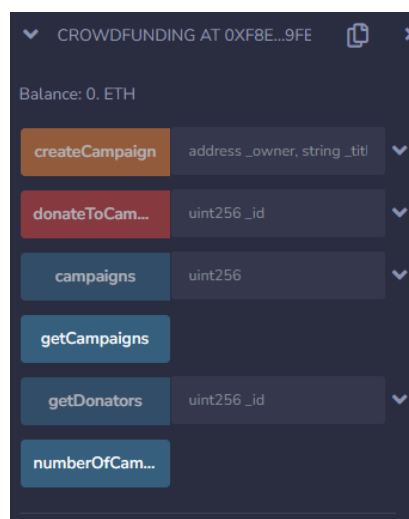 CROWDFUNDING AT 0XF8E...9FE
Balance: 0. ETH
createCampaign address _owner, string _titl
donateToCam... uint256 _id
campaigns uint256
getCampaigns
getDonators uint256 _id
numberOfCam...